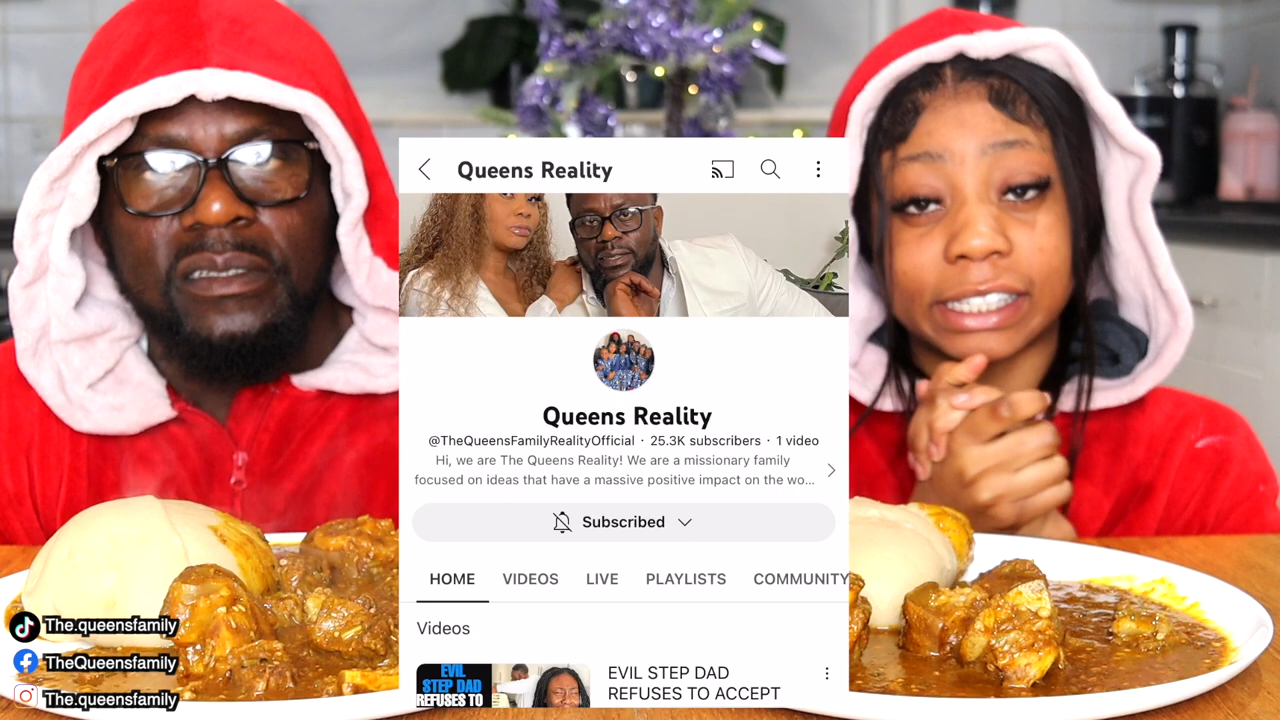 Queens Reality
Queens Reality
@TheQueensFamilyRealityOfficial · 25.3K subscribers · 1 video
Hi, we are The Queens Reality! We are a missionary family
focused on ideas that have a massive positive impact on the wo...
Subscribed
HOME VIDEOS LIVE PLAYLISTS COMMUNITY
Videos
EVIL
STEP DAD
REFUSES TO
EVIL STEP DAD
REFUSES TO ACCEPT
The.queensfamily
TheQueensfamily
The.queensfamily